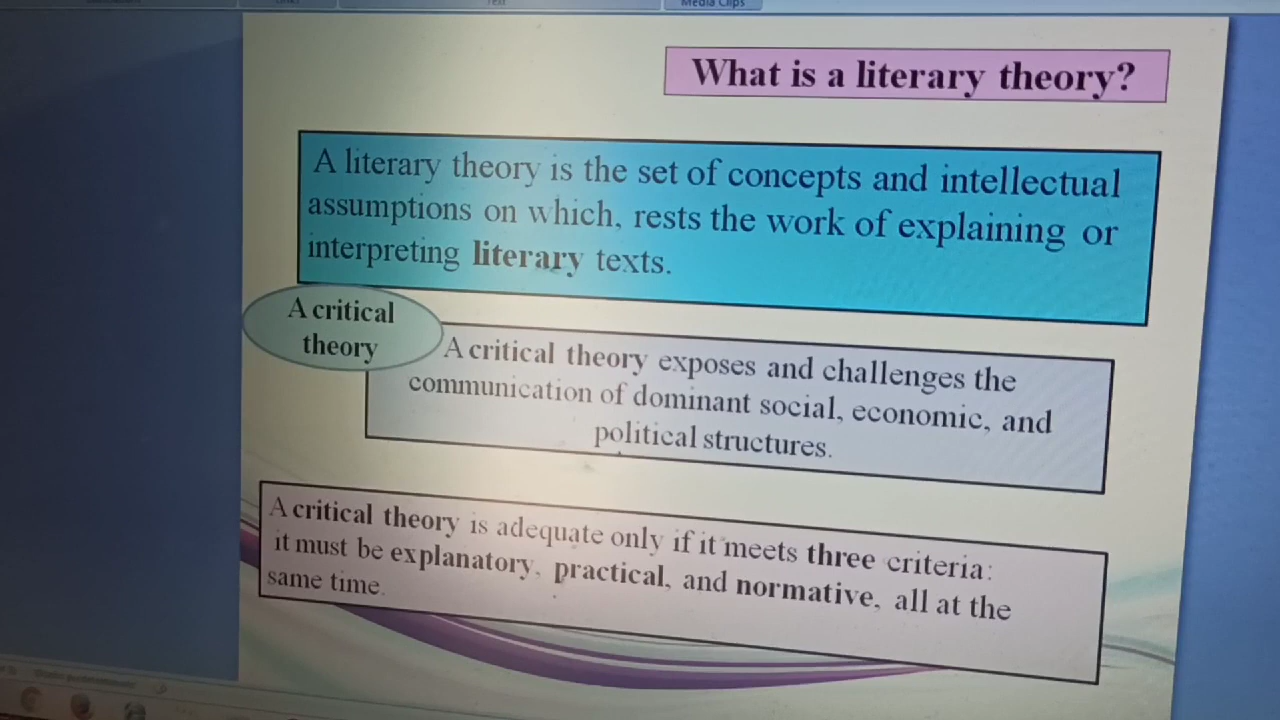 Text
Media Clips
What is a literary theory?
A literary theory is the set of concepts and intellectual
assumptions on which, rests the work of explaining or
interpreting literary texts.
A critical
theory
A critical theory exposes and challenges the
communication of dominant social, economic, and
political structures.
A critical theory is adequate only if it meets three criteria:
it must be explanatory, practical, and normative, all at the
same time.